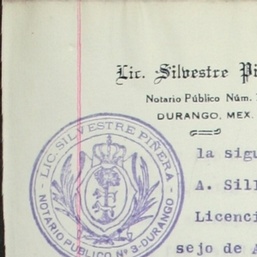 Lic. Silvestre Pi
Notario Público Núm.
DURANGO, MEX.
LIC. SILVESTRE PIÑERA
NOTARIO PUBLICO Nº 3-DURANGO-
la sigu
A. Sill
Licenci
sejo de A